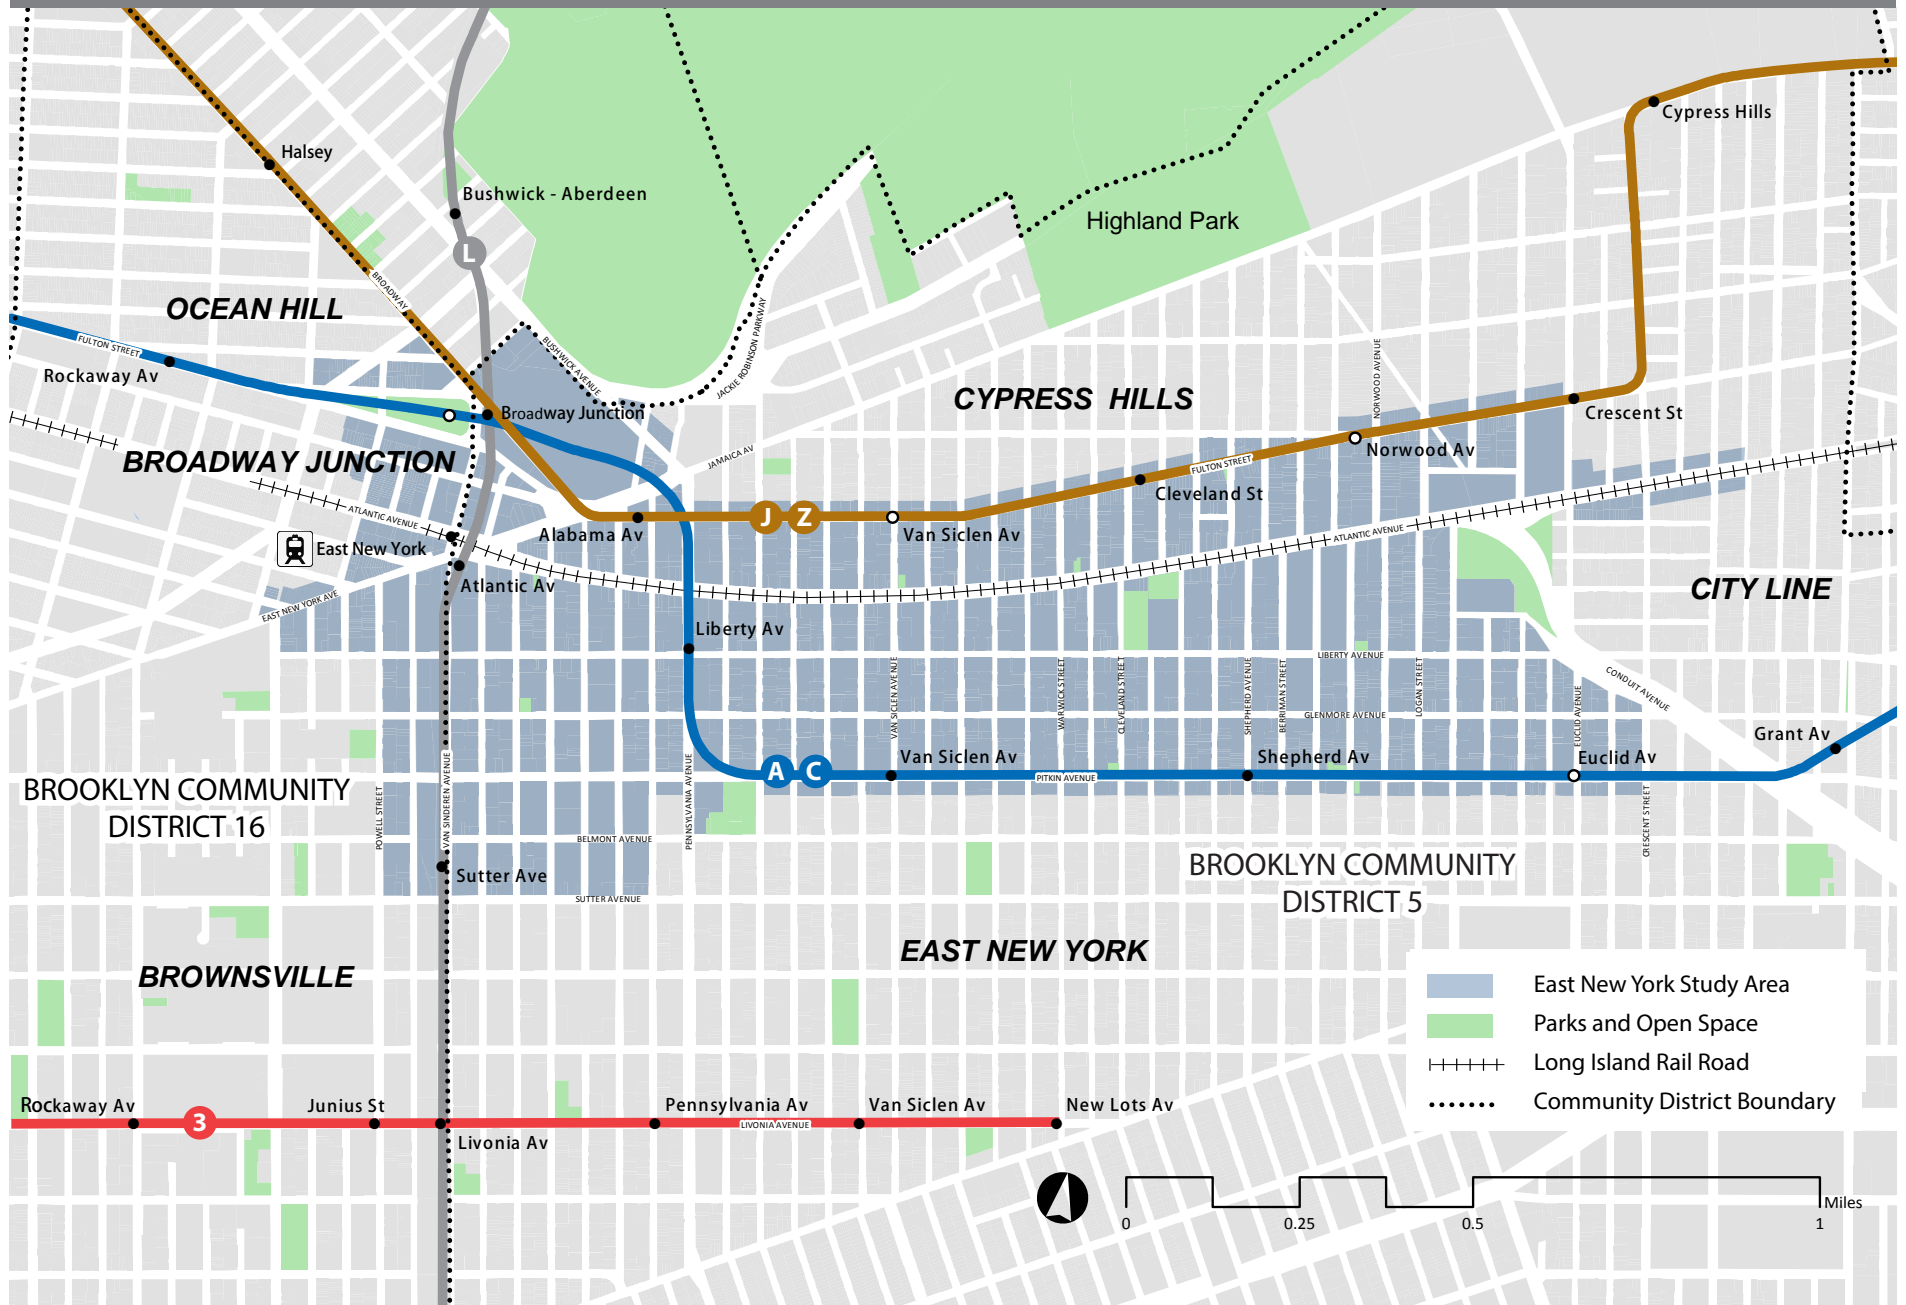 Cypress Hills
Halsey
Bushwick - Aberdeen
Highland Park
L
BROADWAY
OCEAN HILL
FULTON STREET
Rockaway Av
BUSHWICK AVENUE
JACKIE ROBINSON PARKWAY
NORWOOD AVENUE
CYPRESS HILLS
Broadway Junction
Crescent St
BROADWAY JUNCTION
JAMAICA AV
Norwood Av
FULTON STREET
Cleveland St
ATLANTIC AVENUE
J
Z
Alabama Av
Van Siclen Av
ATLANTIC AVENUE
East New York
Atlantic Av
CITY LINE
EAST NEW YORK AVE
Liberty Av
LIBERTY AVENUE
VAN SICLEN AVENUE
WARWICK STREET
CLEVELAND STREET
SHEPHERD AVENUE
BERRIMAN STREET
LOGAN STREET
EUCLID AVENUE
CONDUIT AVENUE
GLENMORE AVENUE
Grant Av
Van Siclen Av
Shepherd Av
Euclid Av
A
C
PITKIN AVENUE
BROOKLYN COMMUNITY
DISTRICT 16
POWELL STREET
VAN SINDEREN AVENUE
PENNSYLVANIA AVENUE
CRESCENT STREET
BELMONT AVENUE
BROOKLYN COMMUNITY
DISTRICT 5
Sutter Ave
SUTTER AVENUE
EAST NEW YORK
BROWNSVILLE
East New York Study Area
Parks and Open Space
Long Island Rail Road
Community District Boundary
Rockaway Av
3
Junius St
Livonia Av
Pennsylvania Av
LIVONIA AVENUE
Van Siclen Av
New Lots Av
Miles
0
0.25
0.5
1